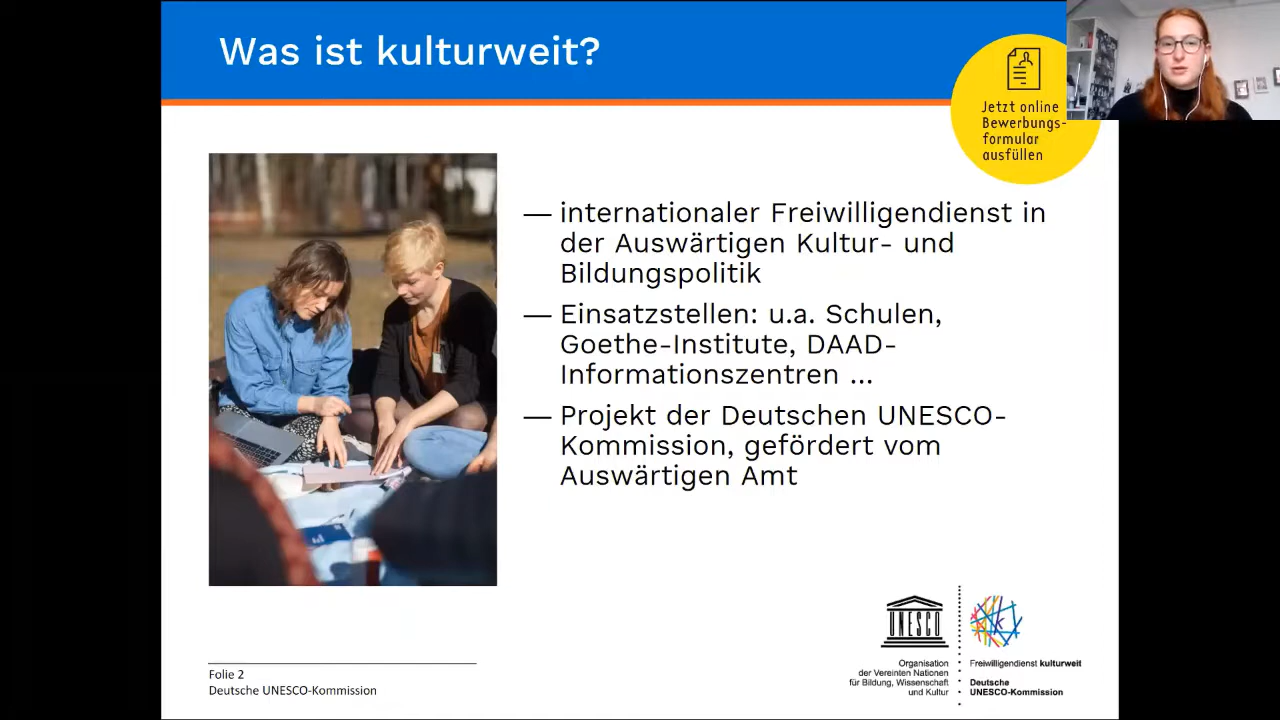 Was ist kulturweit?
Jetzt online
Bewerbungs-
formular
ausfüllen
— internationaler Freiwilligendienst in
der Auswärtigen Kultur- und
Bildungspolitik
— Einsatzstellen: u.a. Schulen,
Goethe-Institute, DAAD-
Informationszentren ...
— Projekt der Deutschen UNESCO-
Kommission, gefördert vom
Auswärtigen Amt
Folie 2
Deutsche UNESCO-Kommission
UNESCO
Organisation
der Vereinten Nationen
für Bildung, Wissenschaft
und Kultur
k
Freiwilligendienst kulturweit
Deutsche
UNESCO-Kommission